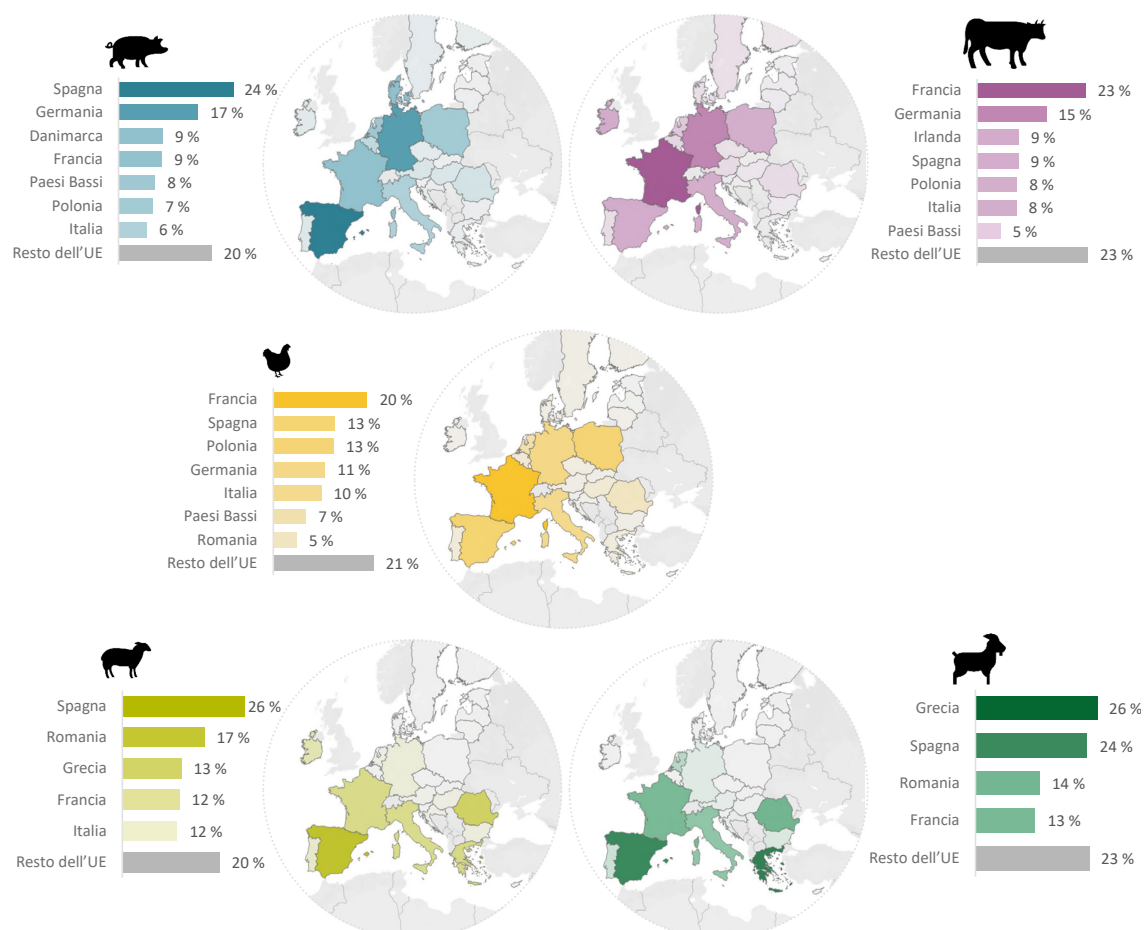 Spagna 24 %
Germania 17 %
Danimarca 9 %
Francia 9 %
Paesi Bassi 8 %
Polonia 7 %
Italia 6 %
Resto dell'UE 20 %
Francia 23 %
Germania 15 %
Irlanda 9 %
Spagna 9 %
Polonia 8 %
Italia 8 %
Paesi Bassi 5 %
Resto dell'UE 23 %
Francia 20 %
Spagna 13 %
Polonia 13 %
Germania 11 %
Italia 10 %
Paesi Bassi 7 %
Romania 5 %
Resto dell'UE 21 %
Spagna 26 %
Romania 17 %
Grecia 13 %
Francia 12 %
Italia 12 %
Resto dell'UE 20 %
Grecia 26 %
Spagna 24 %
Romania 14 %
Francia 13 %
Resto dell'UE 23 %